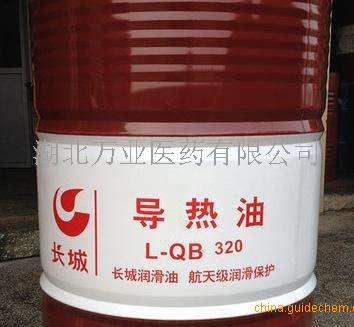 湖北万业医药有限公司
导热油
长城
L-QB 320
长城润滑油 航天级润滑保护
china.guidechem.com